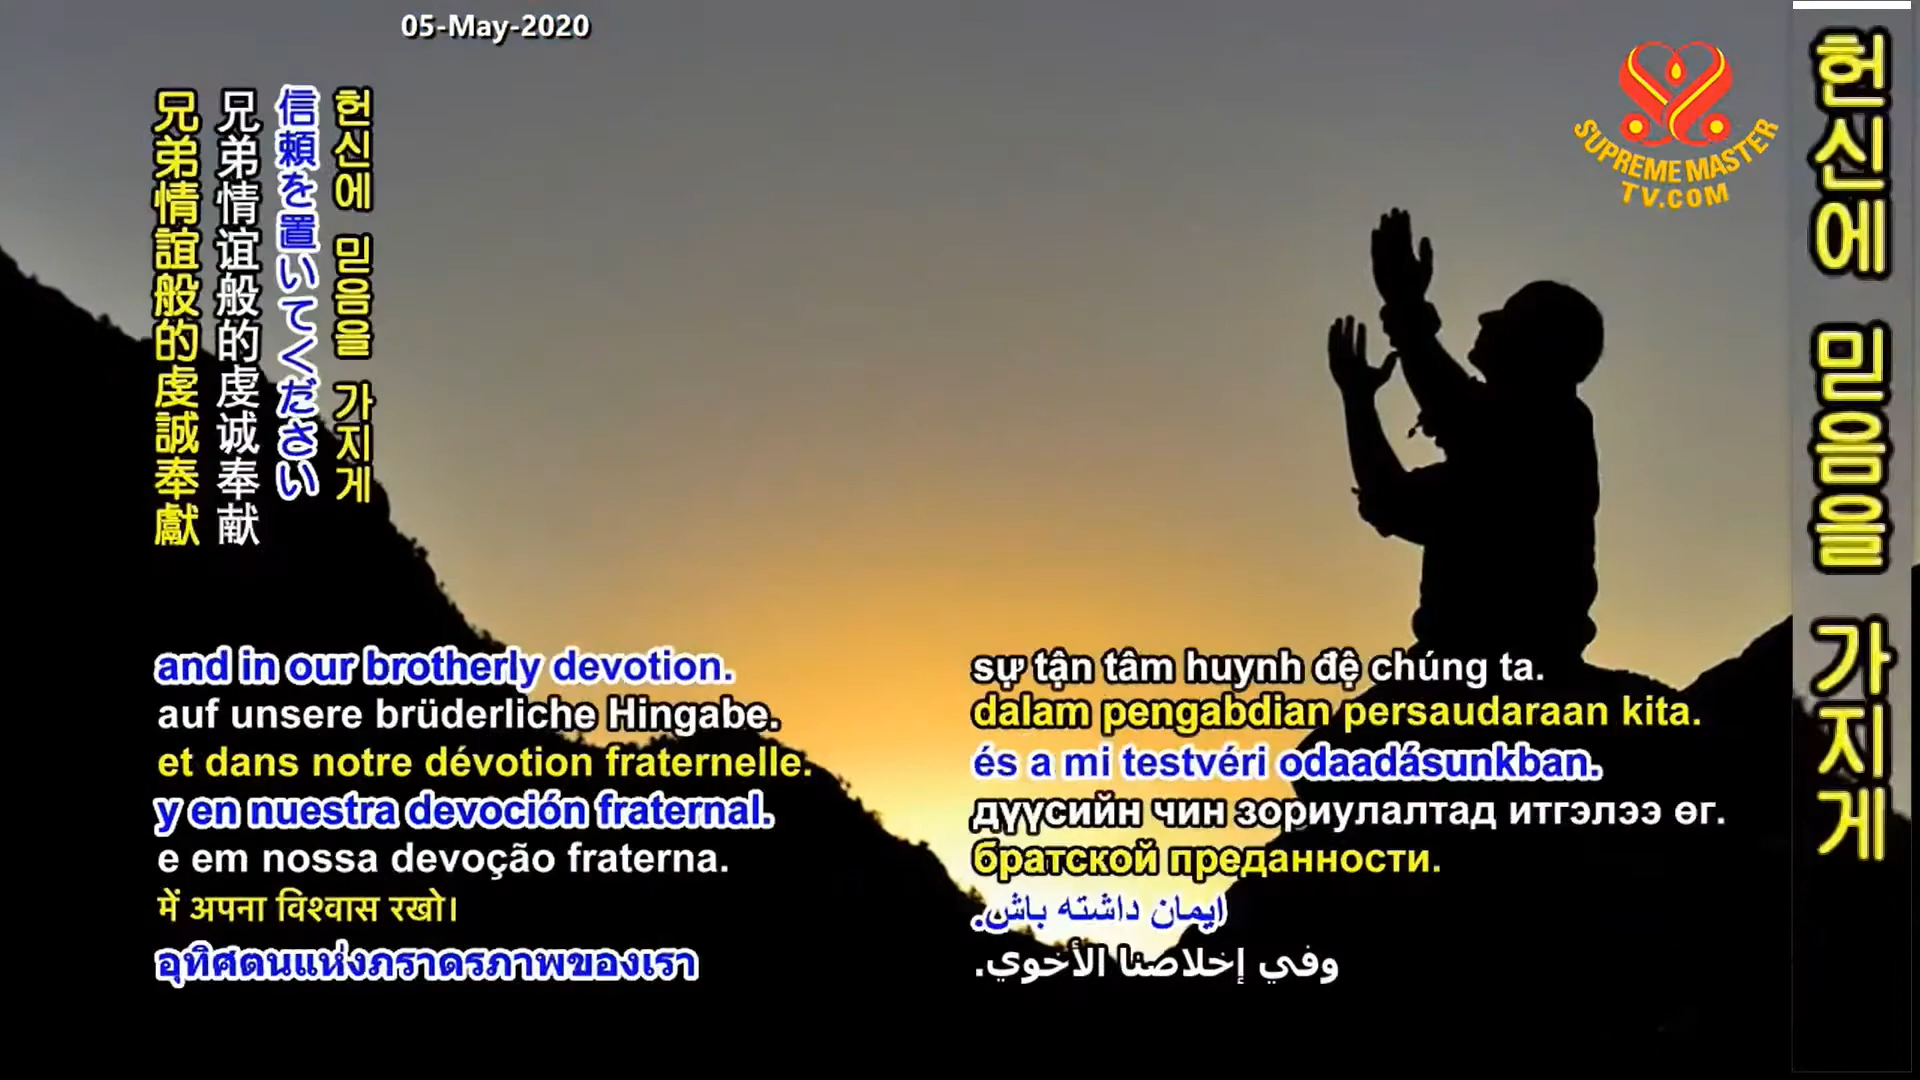 05-May-2020
SUPREME MASTER
TV.COM
헌신에 믿음을 가지게
헌신에 믿음을 가지게
信頼を置いてください
兄弟情谊般的虔诚奉献
兄弟情誼般的虔誠奉獻
and in our brotherly devotion.
auf unsere brüderliche Hingabe.
et dans notre dévotion fraternelle.
y en nuestra devoción fraternal.
e em nossa devoção fraterna.
में अपना विश्वास रखो।
อุทิศตนแห่งภราดรภาพของเรา
sự tận tâm huynh đệ chúng ta.
dalam pengabdian persaudaraan kita.
és a mi testvéri odaadásunkban.
дүүсийн чин зориулалтад итгэлээ өг.
братской преданности.
ایمان داشته باش.
وفي إخلاصنا الأخوي.